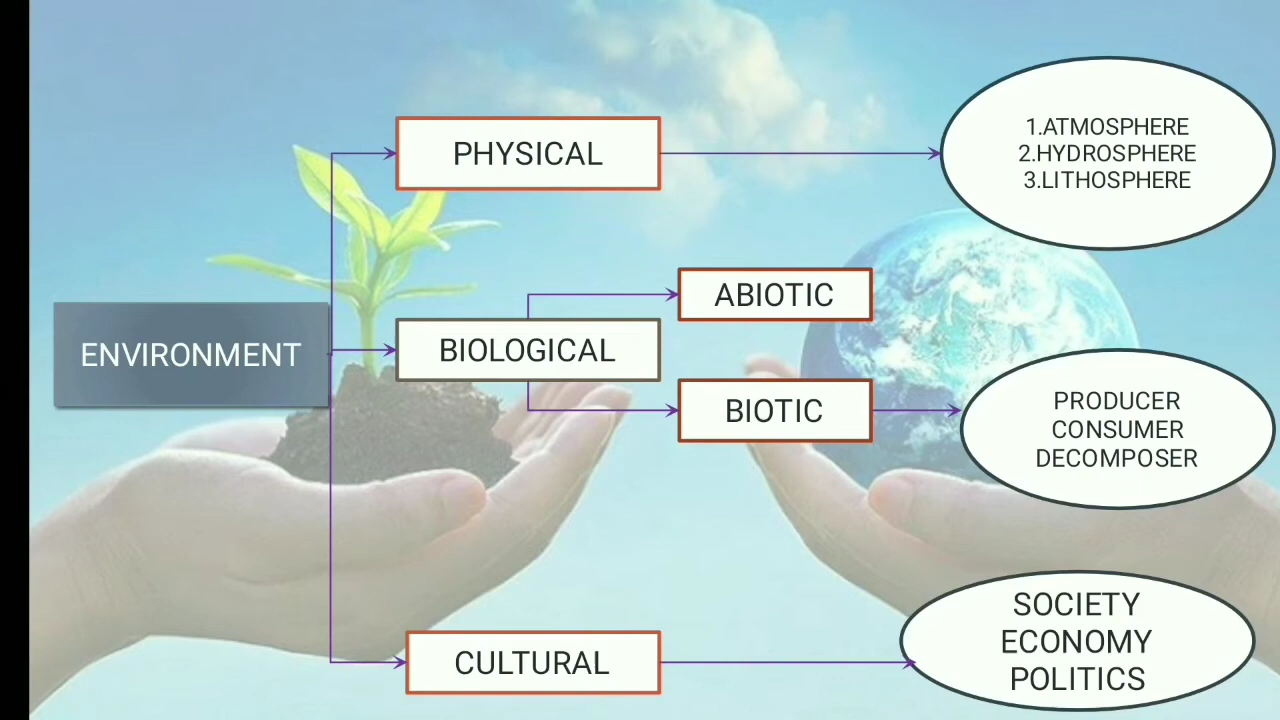 ENVIRONMENT
PHYSICAL
1.ATMOSPHERE
2.HYDROSPHERE
3.LITHOSPHERE
BIOLOGICAL
ABIOTIC
BIOTIC
PRODUCER
CONSUMER
DECOMPOSER
CULTURAL
SOCIETY
ECONOMY
POLITICS